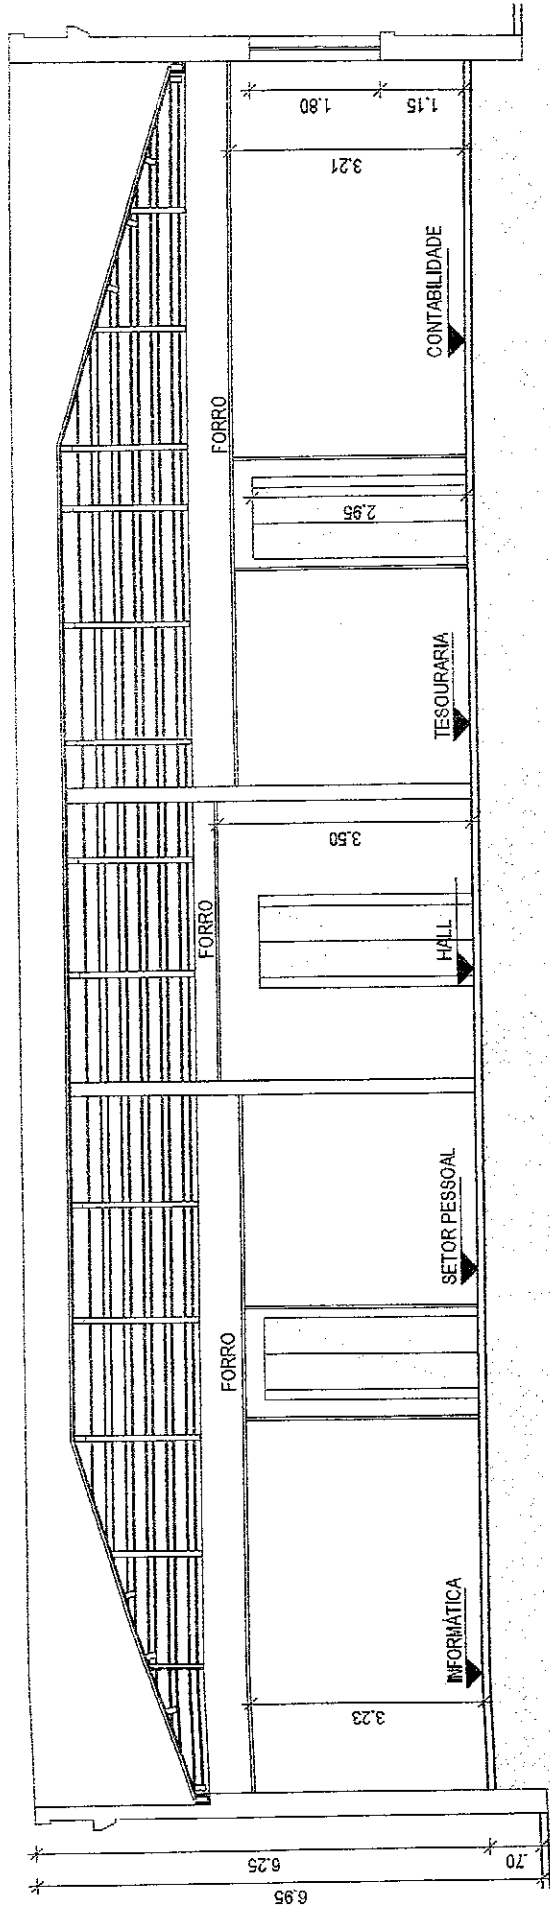 6.95
6.25
.70
3.23
INFORMÁTICA
FORRO
SETOR PESSOAL
FORRO
HALL
3.50
TESOURARIA
FORRO
2.95
CONTABILIDADE
3.21
1.80
1.15